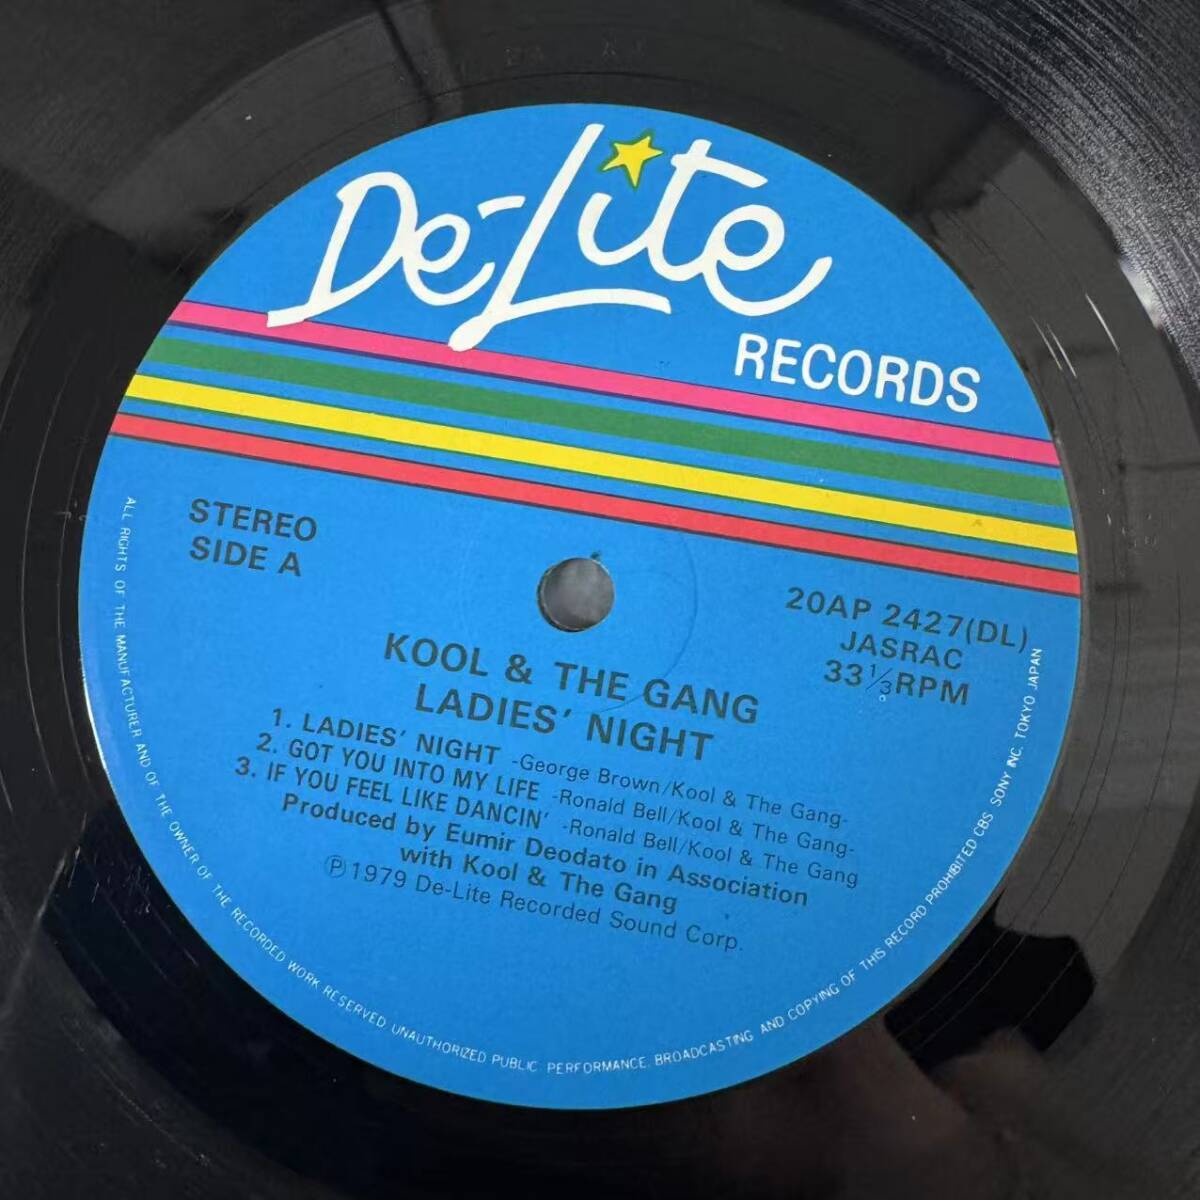 De-Lite
RECORDS
STEREO
SIDE A
20AP 2427(DL)
JASRAC
33⅓RPM
KOOL & THE GANG
LADIES' NIGHT
1. LADIES' NIGHT -George Brown/Kool & The Gang-
2. GOT YOU INTO MY LIFE -Ronald Bell/Kool & The Gang-
3. IF YOU FEEL LIKE DANCIN' -Ronald Bell/Kool & The Gang
Produced by Eumir Deodato in Association
with Kool & The Gang
℗1979 De-Lite Recorded Sound Corp.
ALL RIGHTS OF THE MANUFACTURER AND OF THE OWNER OF THE RECORDED WORK RESERVED UNAUTHORIZED PUBLIC PERFORMANCE. BROADCASTING AND COPYING OF THIS RECORD PROHIBITED CBS SONY INC. TOKYO JAPAN